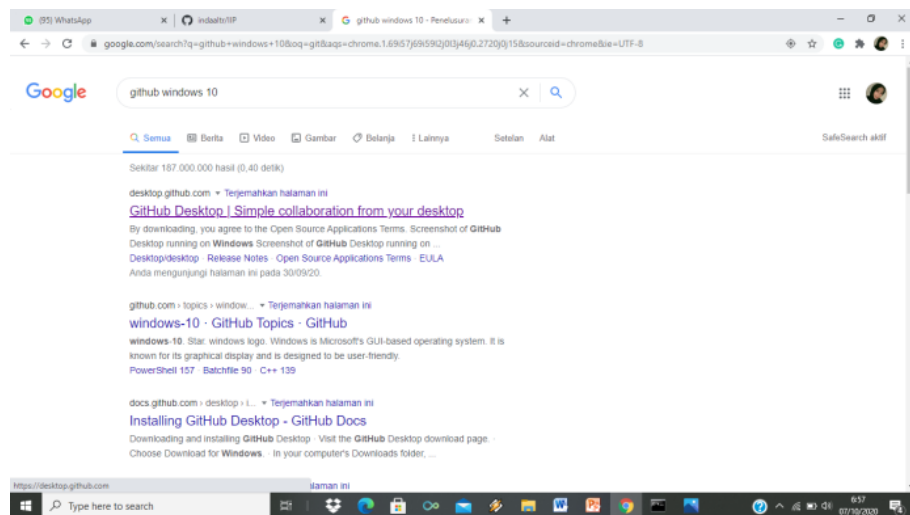 (95) WhatsApp
indaaltr/IIP
github windows 10 - Penelusura
google.com/search?q=github+windows+10&oq=git&aqs=chrome.1.69i57j69i59l2j0l3j46j0.2720j0j15&sourceid=chrome&ie=UTF-8
Google
github windows 10
Semua Berita Video Gambar Belanja Lainnya Setelan Alat SafeSearch aktif
Sekitar 187.000.000 hasil (0,40 detik)
desktop.github.com Terjemahkan halaman ini
GitHub Desktop | Simple collaboration from your desktop
By downloading, you agree to the Open Source Applications Terms. Screenshot of GitHub
Desktop running on Windows Screenshot of GitHub Desktop running on ...
Desktop/desktop · Release Notes · Open Source Applications Terms · EULA
Anda mengunjungi halaman ini pada 30/09/20.
github.com › topics › window... Terjemahkan halaman ini
windows-10 · GitHub Topics · GitHub
windows-10. Star. windows logo. Windows is Microsoft's GUI-based operating system. It is
known for its graphical display and is designed to be user-friendly.
PowerShell 157 · Batchfile 90 · C++ 139
docs.github.com › desktop › i... Terjemahkan halaman ini
Installing GitHub Desktop - GitHub Docs
Downloading and installing GitHub Desktop · Visit the GitHub Desktop download page. ·
Choose Download for Windows. · In your computer's Downloads folder, ...
https://desktop.github.com
alaman ini
Type here to search
6:57
07/10/2020